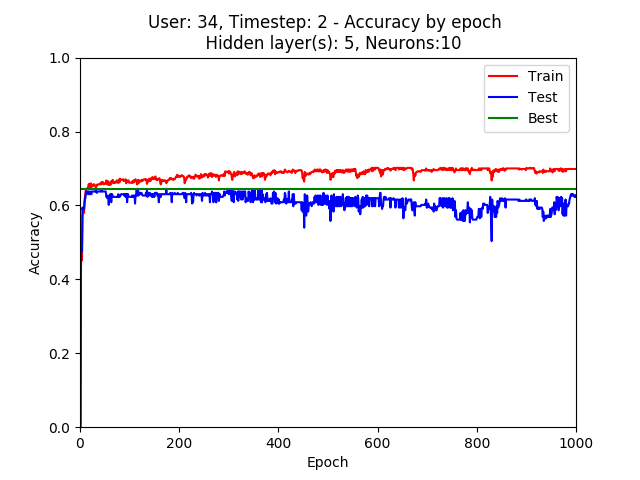 User: 34, Timestep: 2 - Accuracy by epoch
Hidden layer(s): 5, Neurons:10
Train
Test
Best
Accuracy
1.0
0.8
0.6
0.4
0.2
0.0
0 200 400 600 800 1000
Epoch